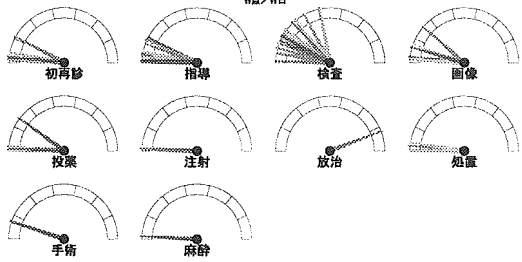 初再診 指導 検査 画像
投薬 注射 放治 処置
手術 麻酔